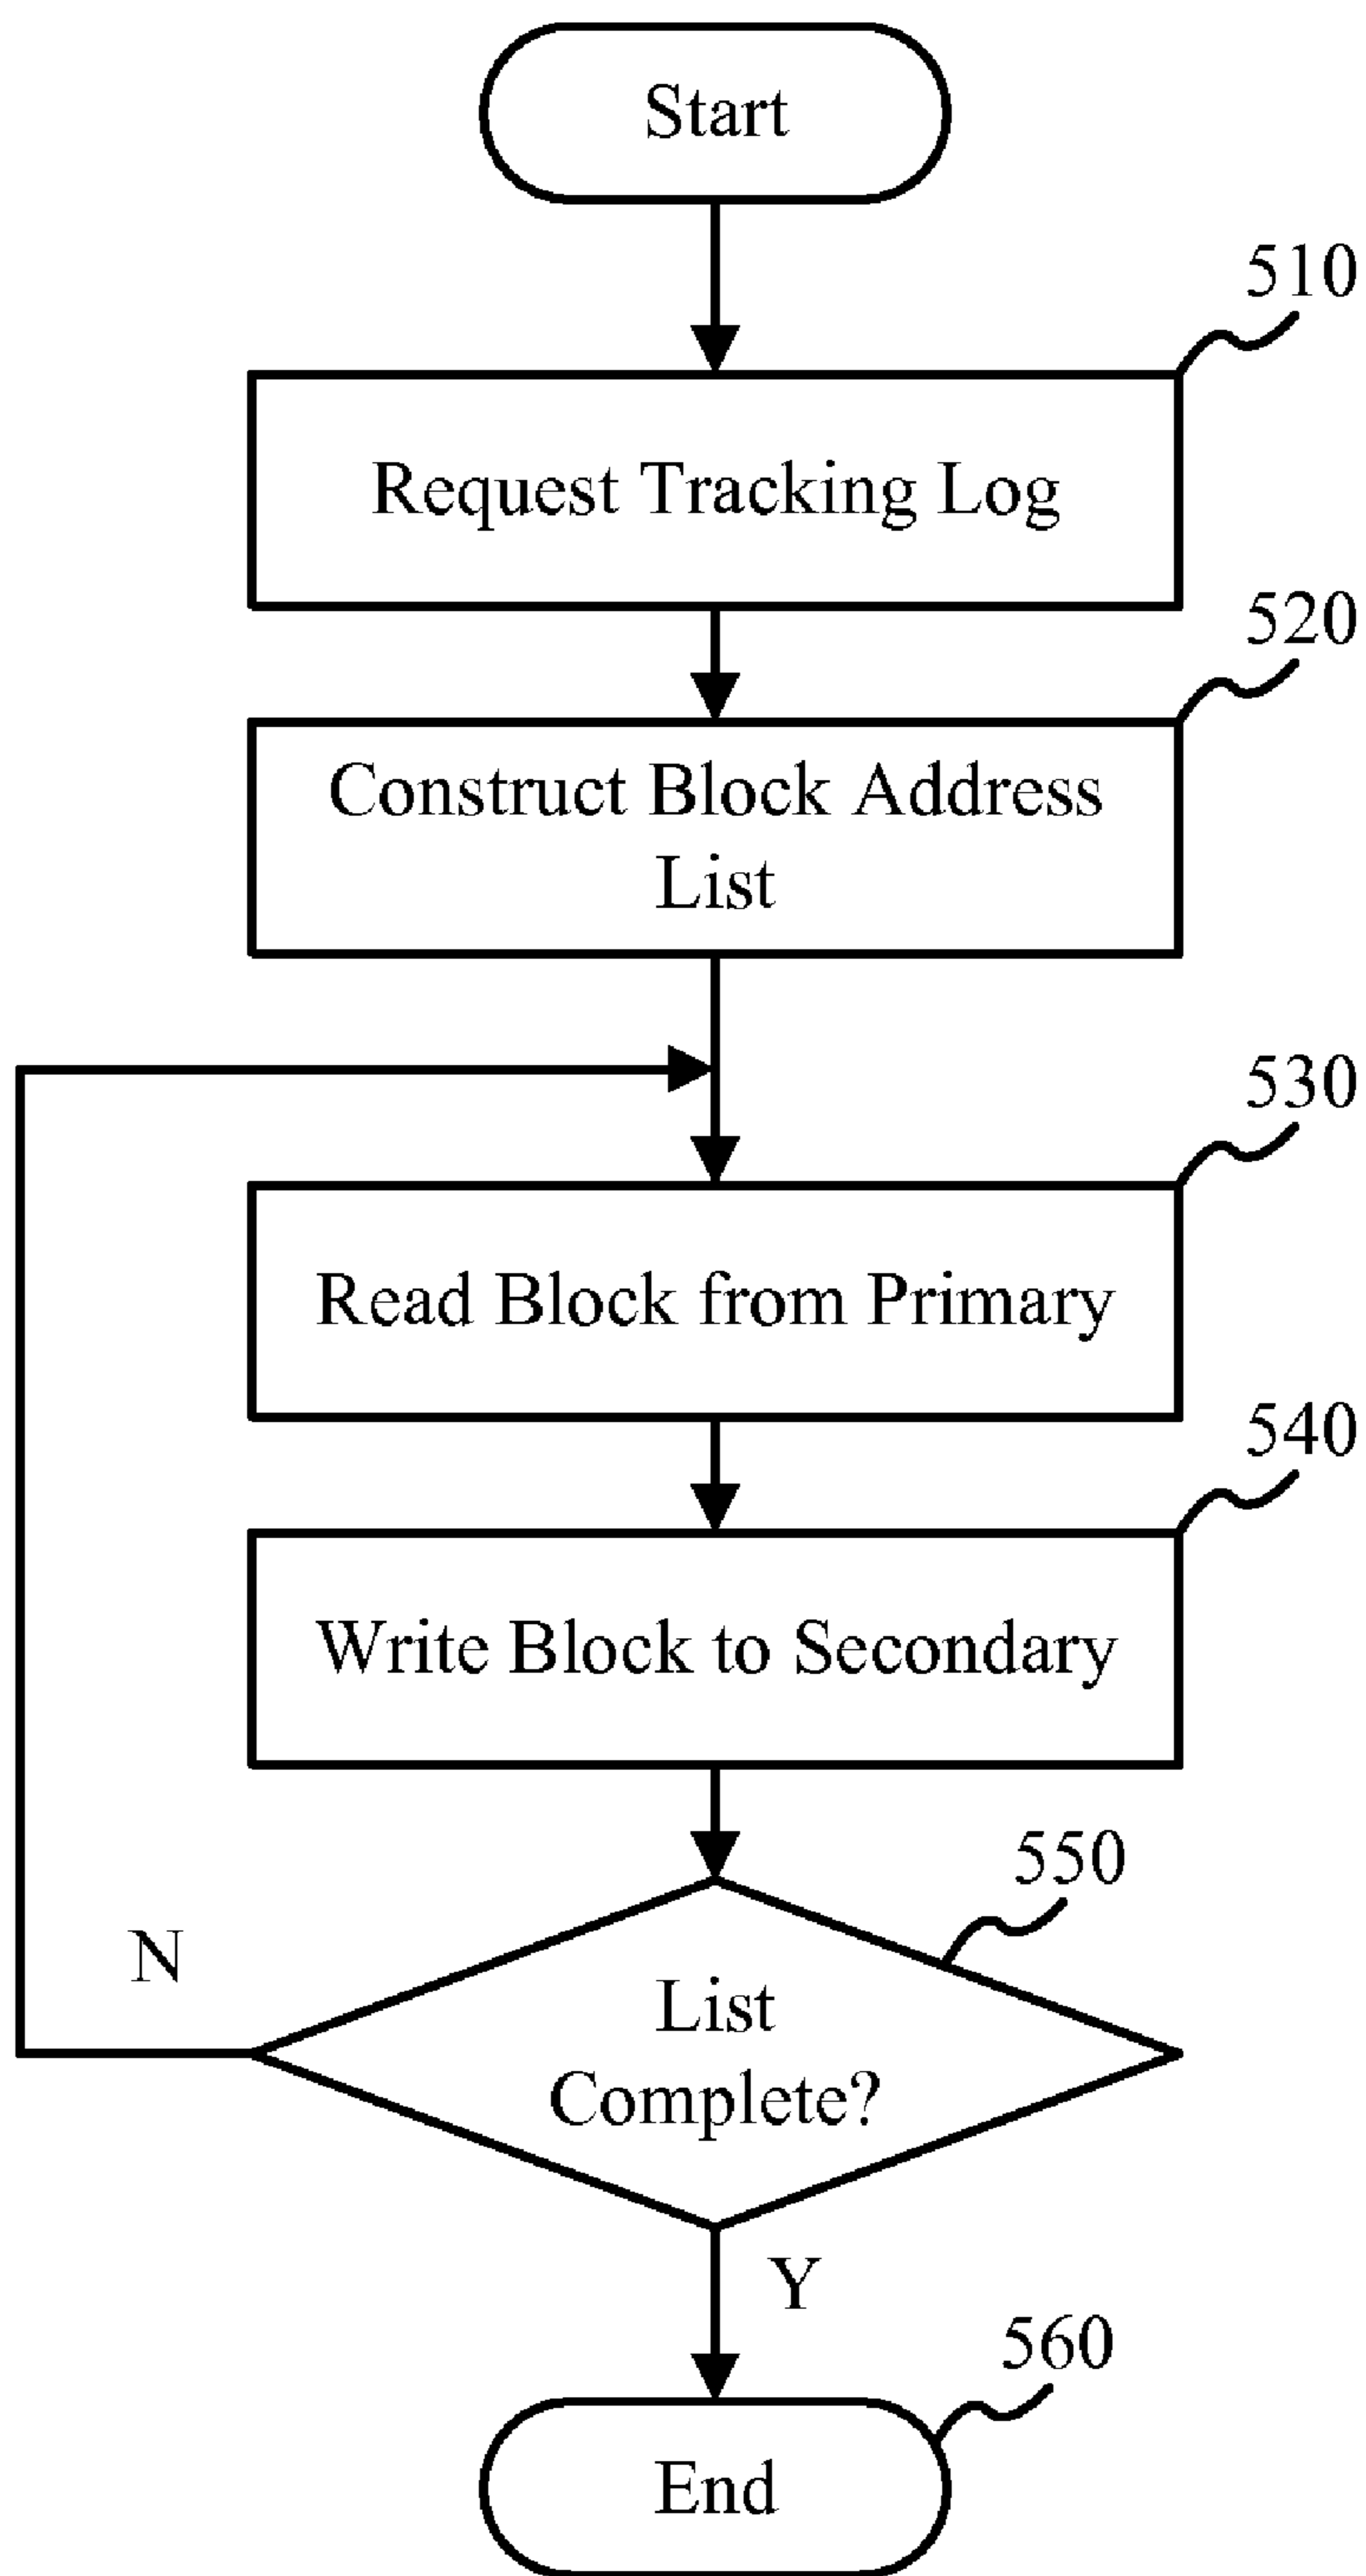 Start
510
Request Tracking Log
520
Construct Block Address
List
530
Read Block from Primary
540
Write Block to Secondary
550
N
List
Complete?
Y
560
End